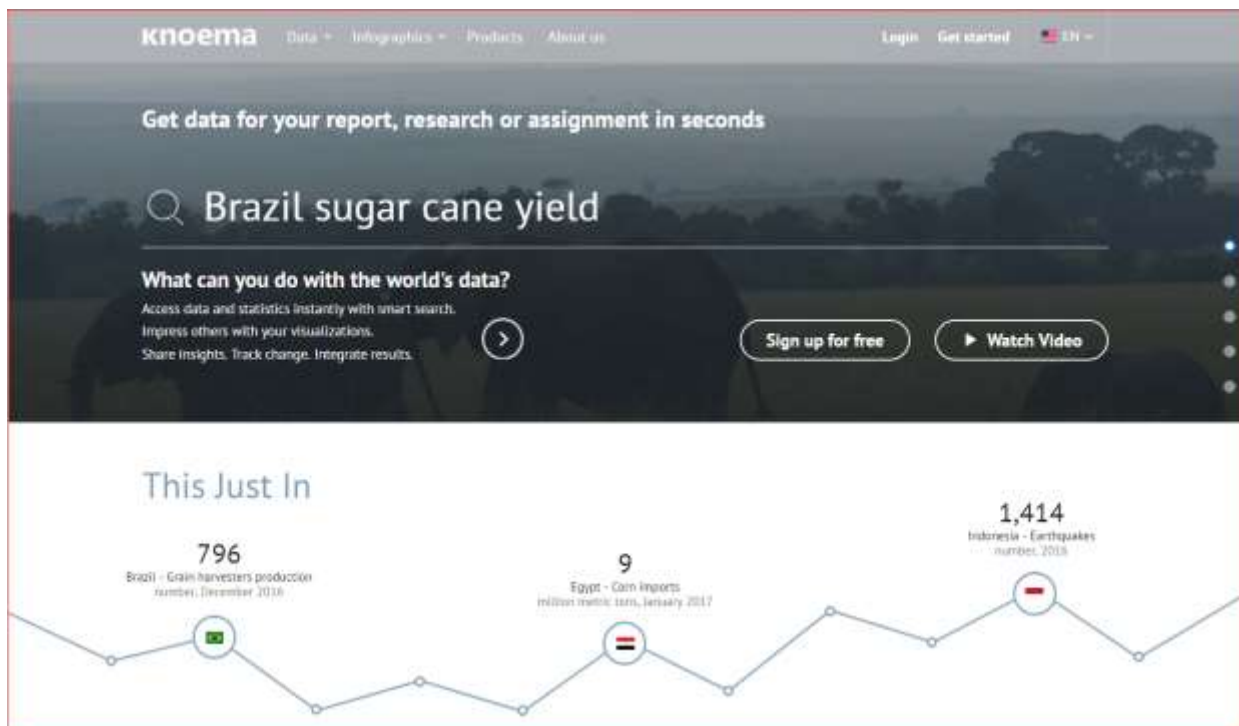 кnoema Data Infographics Products About us Login Get started EN
Get data for your report, research or assignment in seconds
Brazil sugar cane yield
What can you do with the world's data?
Access data and statistics instantly with smart search.
Impress others with your visualizations.
Share insights. Track change. Integrate results.
Sign up for free
Watch Video
This Just In
1,414
Indonesia - Earthquakes
number, 2016
796
Brazil - Grain harvesters production
number, December 2016
9
Egypt - Corn imports
million metric tons, January 2017